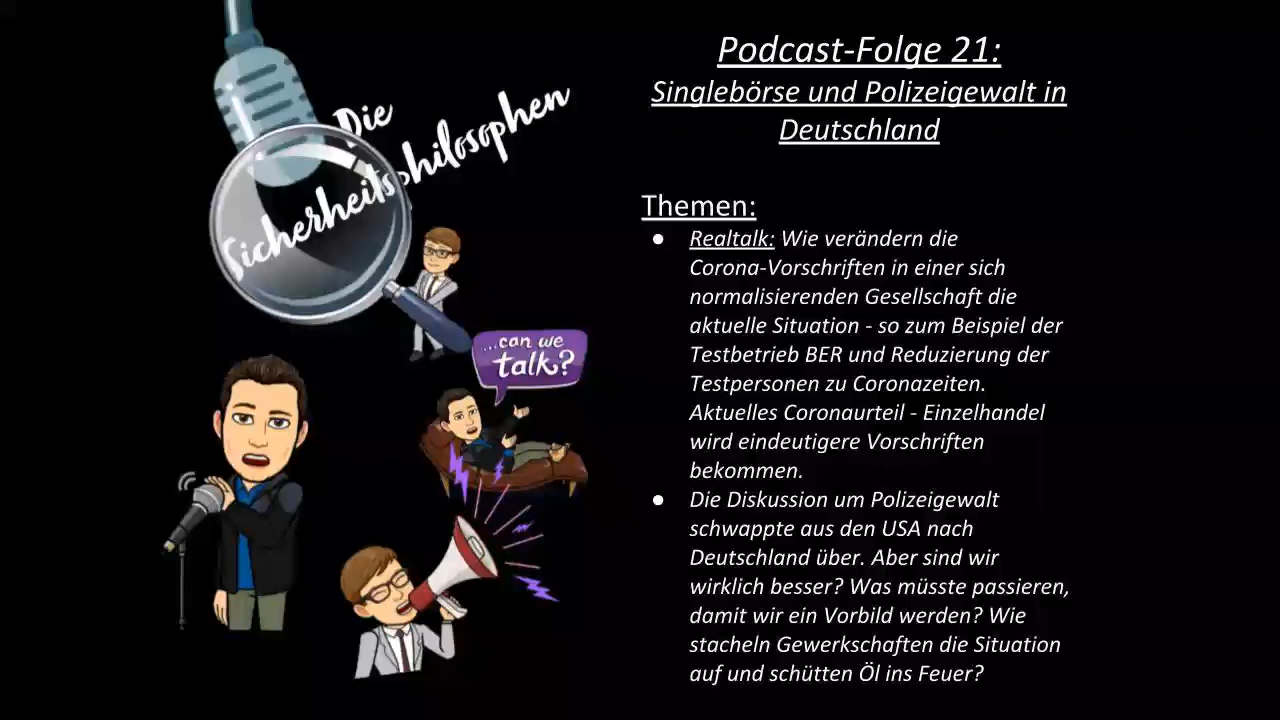 Die
Sicherheitsphilosophen
...can we
talk?
Podcast-Folge 21:
Singlebörse und Polizeigewalt in
Deutschland
Themen:
● Realtalk: Wie verändern die
Corona-Vorschriften in einer sich
normalisierenden Gesellschaft die
aktuelle Situation - so zum Beispiel der
Testbetrieb BER und Reduzierung der
Testpersonen zu Coronazeiten.
Aktuelles Coronaurteil - Einzelhandel
wird eindeutigere Vorschriften
bekommen.
● Die Diskussion um Polizeigewalt
schwappte aus den USA nach
Deutschland über. Aber sind wir
wirklich besser? Was müsste passieren,
damit wir ein Vorbild werden? Wie
stacheln Gewerkschaften die Situation
auf und schütten Öl ins Feuer?